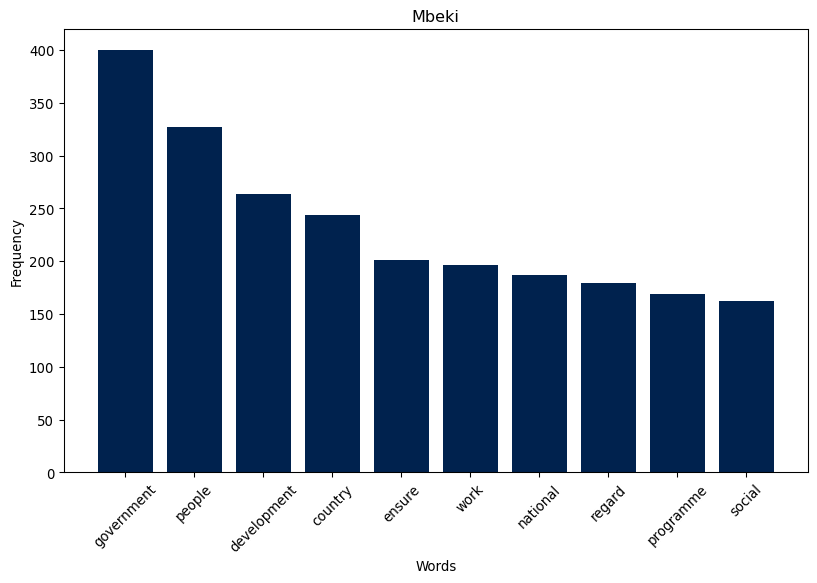 Mbeki
400
350
300
250
200
150
100
50
0
Frequency
government
people
development
country
ensure
work
national
regard
programme
social
Words